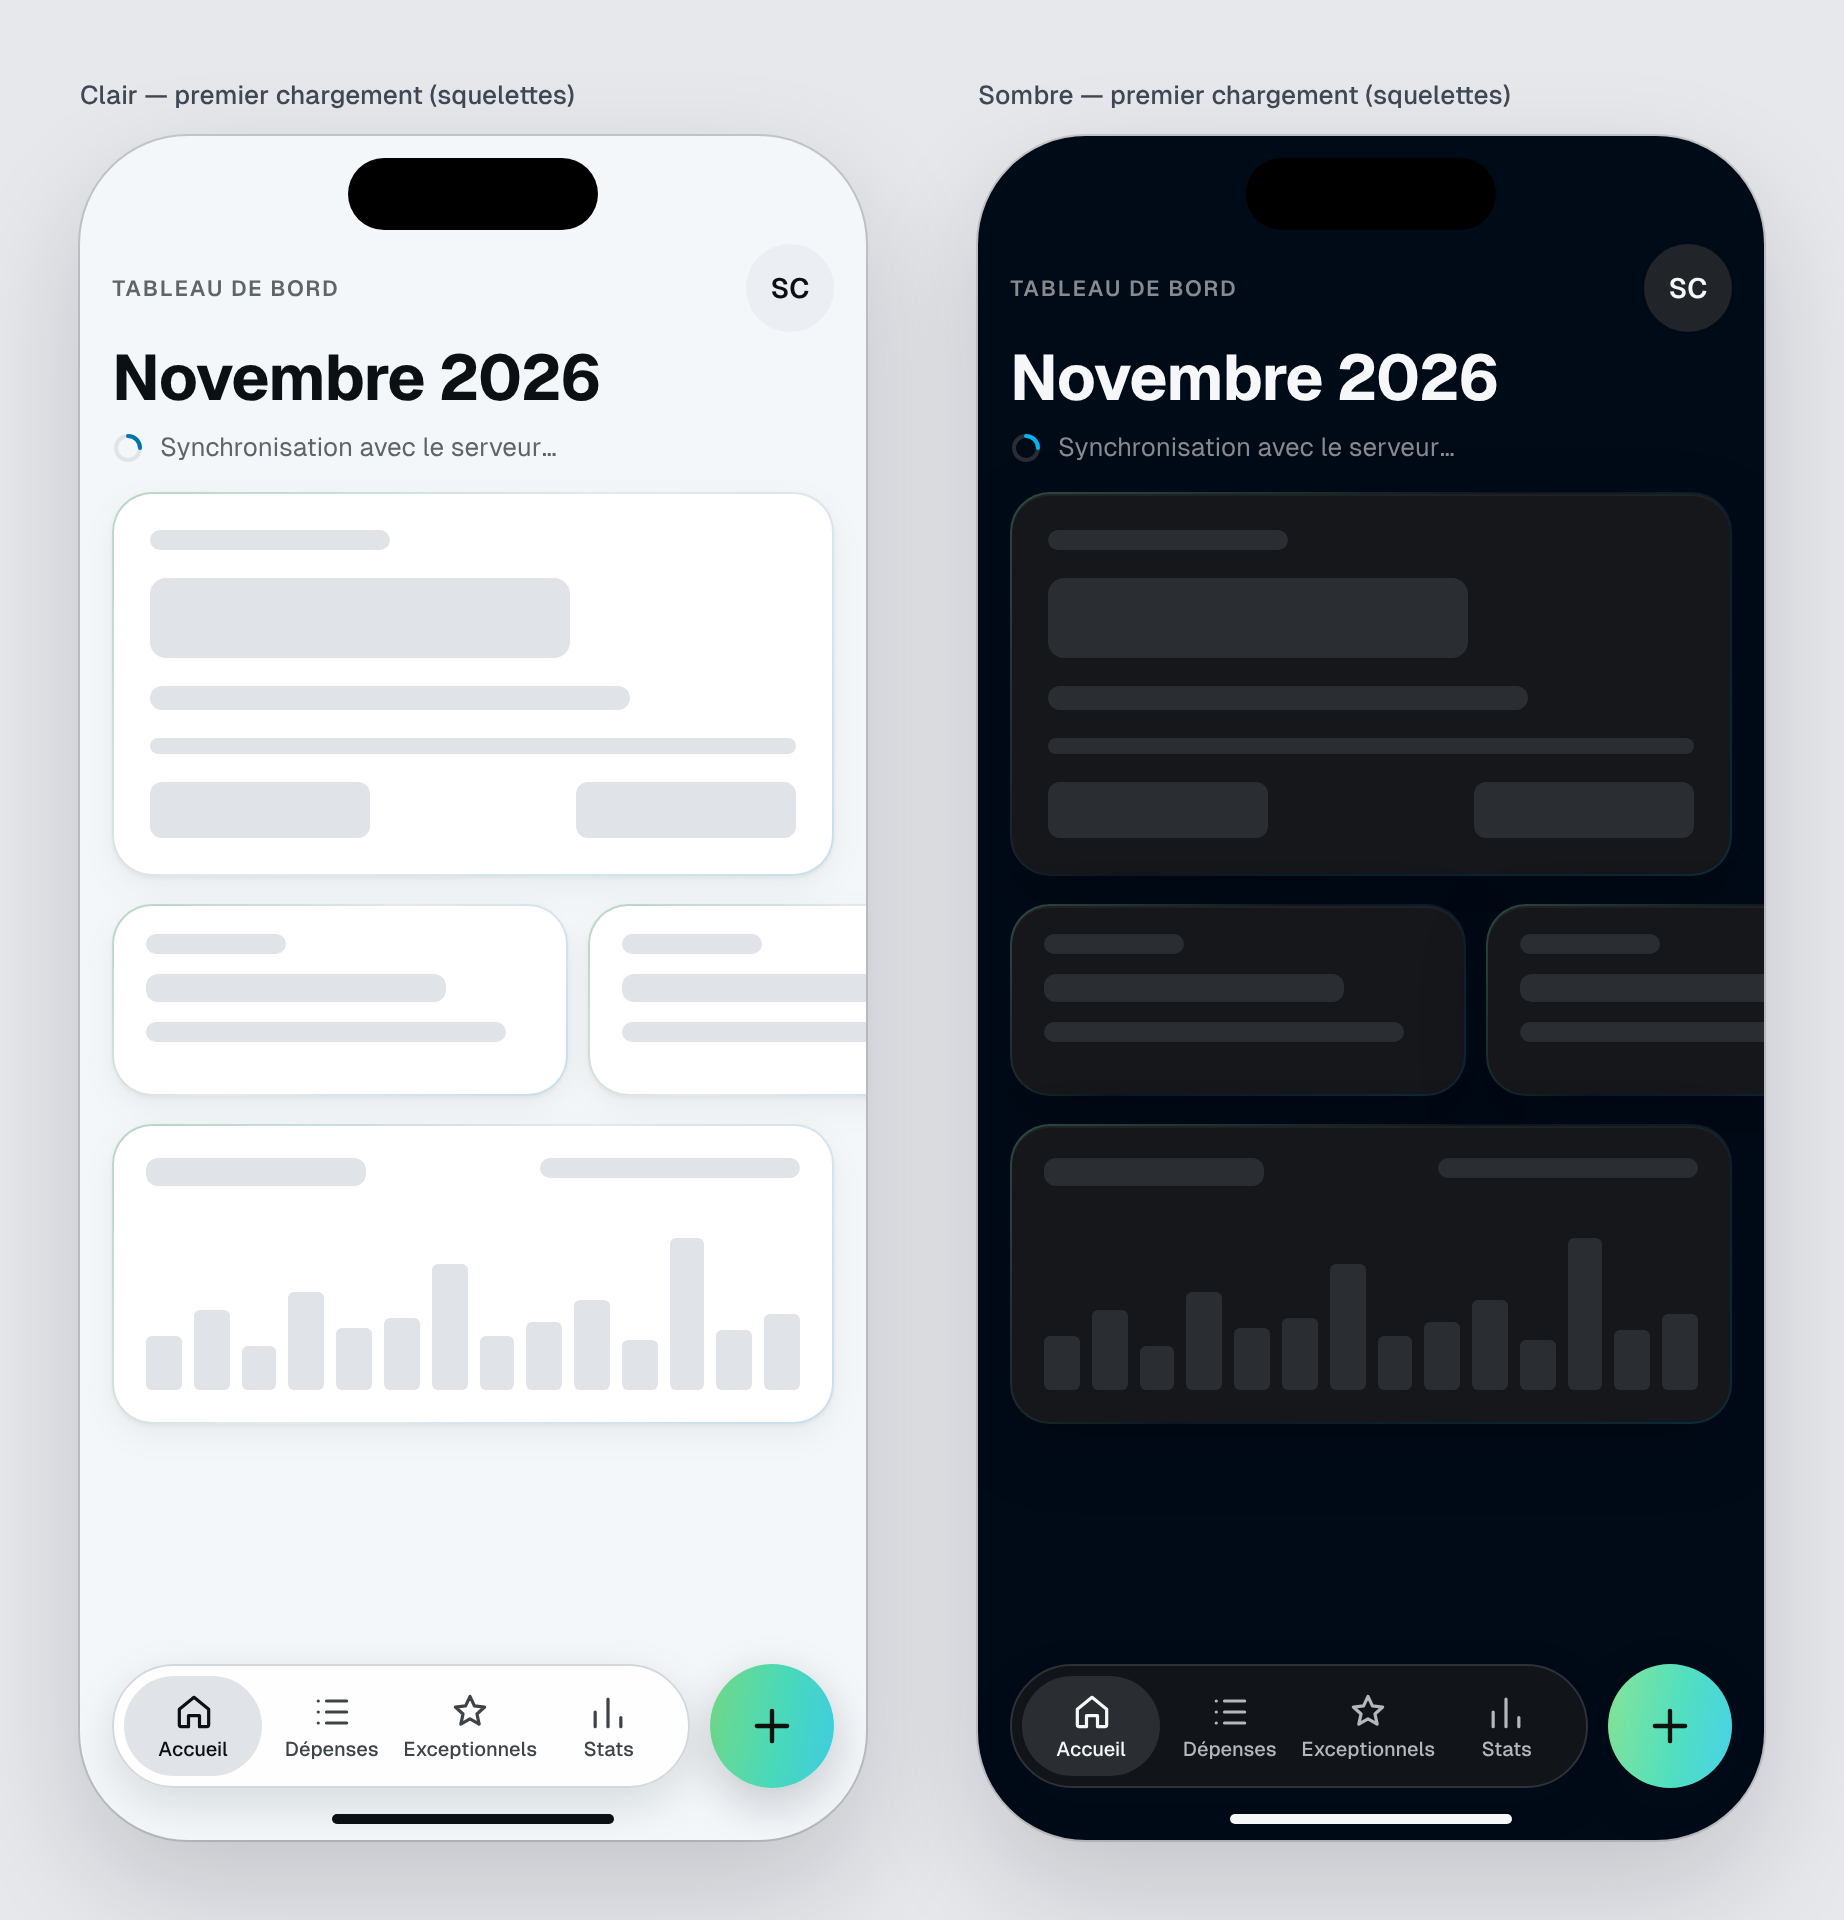 Clair — premier chargement (squelettes)
TABLEAU DE BORD
SC
Novembre 2026
Synchronisation avec le serveur…
Accueil
Dépenses
Exceptionnels
Stats
Sombre — premier chargement (squelettes)
TABLEAU DE BORD
SC
Novembre 2026
Synchronisation avec le serveur…
Accueil
Dépenses
Exceptionnels
Stats